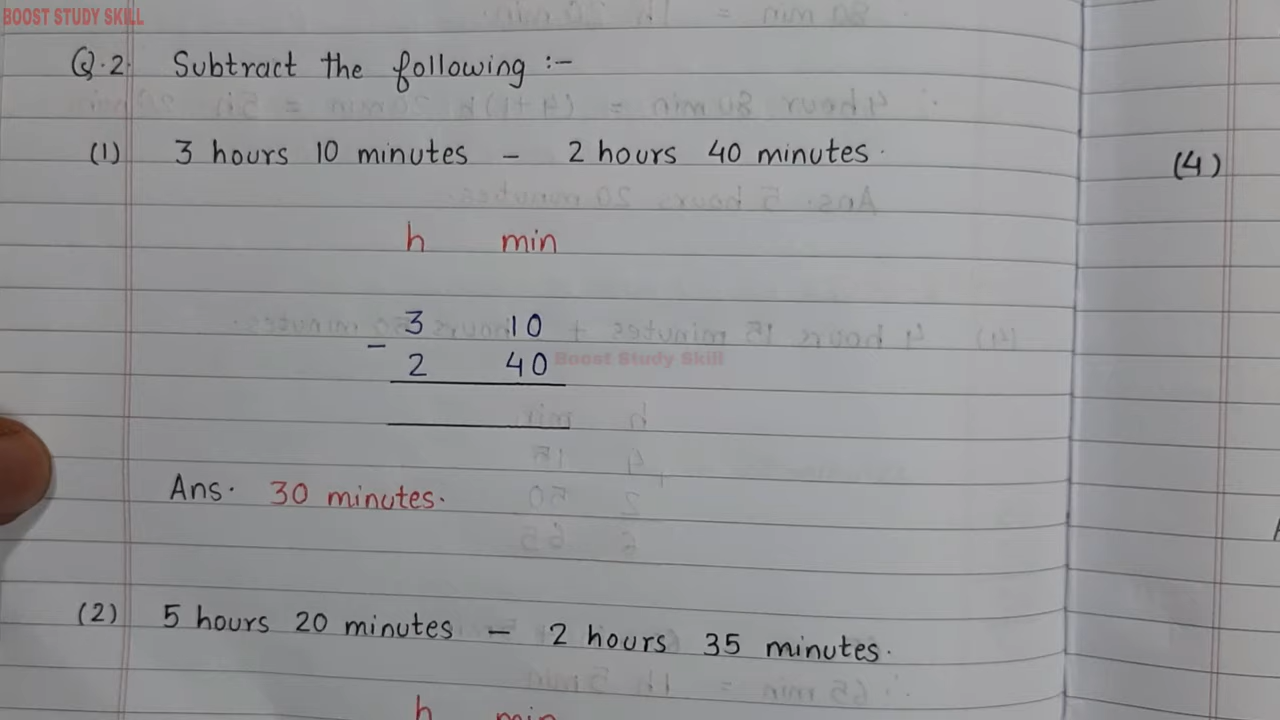 BOOST STUDY SKILL
Q.2. Subtract the following :-
(1) 3 hours 10 minutes - 2 hours 40 minutes.
(4)
h min
3 10
-
2 40
Boost Study Skill
Ans. 30 minutes.
(2) 5 hours 20 minutes - 2 hours 35 minutes.
h min